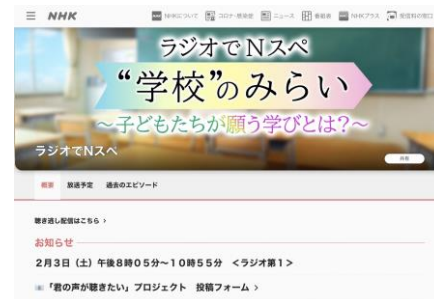 NHK
NHKについて
コロナ・感染症
ニュース
番組表
NHKプラス
受信料の窓口
ラジオでNスペ
“学校”のみらい
～子どもたちが願う学びとは？～
ラジオでNスペ
概要 放送予定 過去のエピソード
聴き逃し配信はこちら >
お知らせ
2月3日（土）午後8時05分～10時55分 ＜ラジオ第1＞
「君の声が聴きたい」プロジェクト 投稿フォーム >